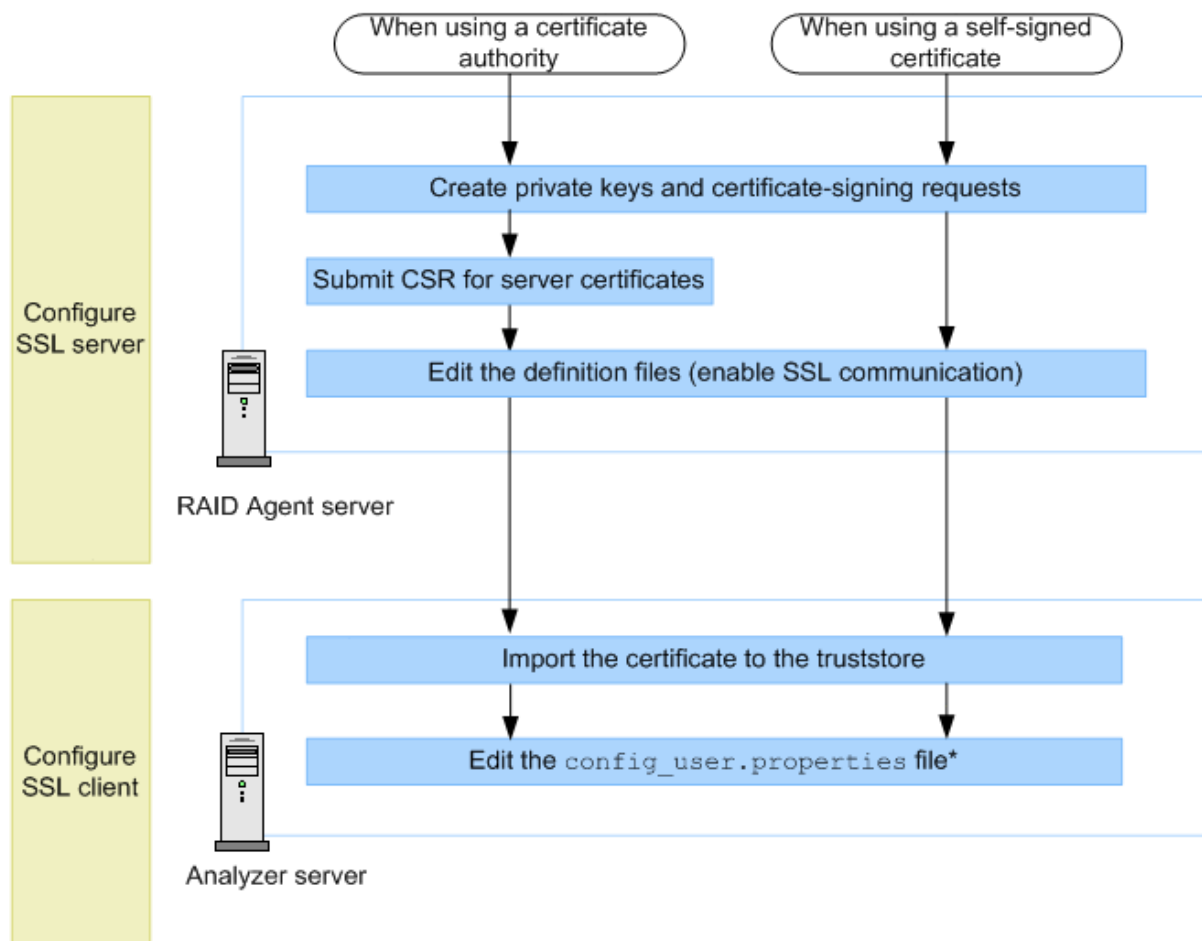 When using a certificate
authority
When using a self-signed
certificate
Configure
SSL server
Create private keys and certificate-signing requests
Submit CSR for server certificates
Edit the definition files (enable SSL communication)
RAID Agent server
Configure
SSL client
Import the certificate to the truststore
Edit the config_user.properties file*
Analyzer server